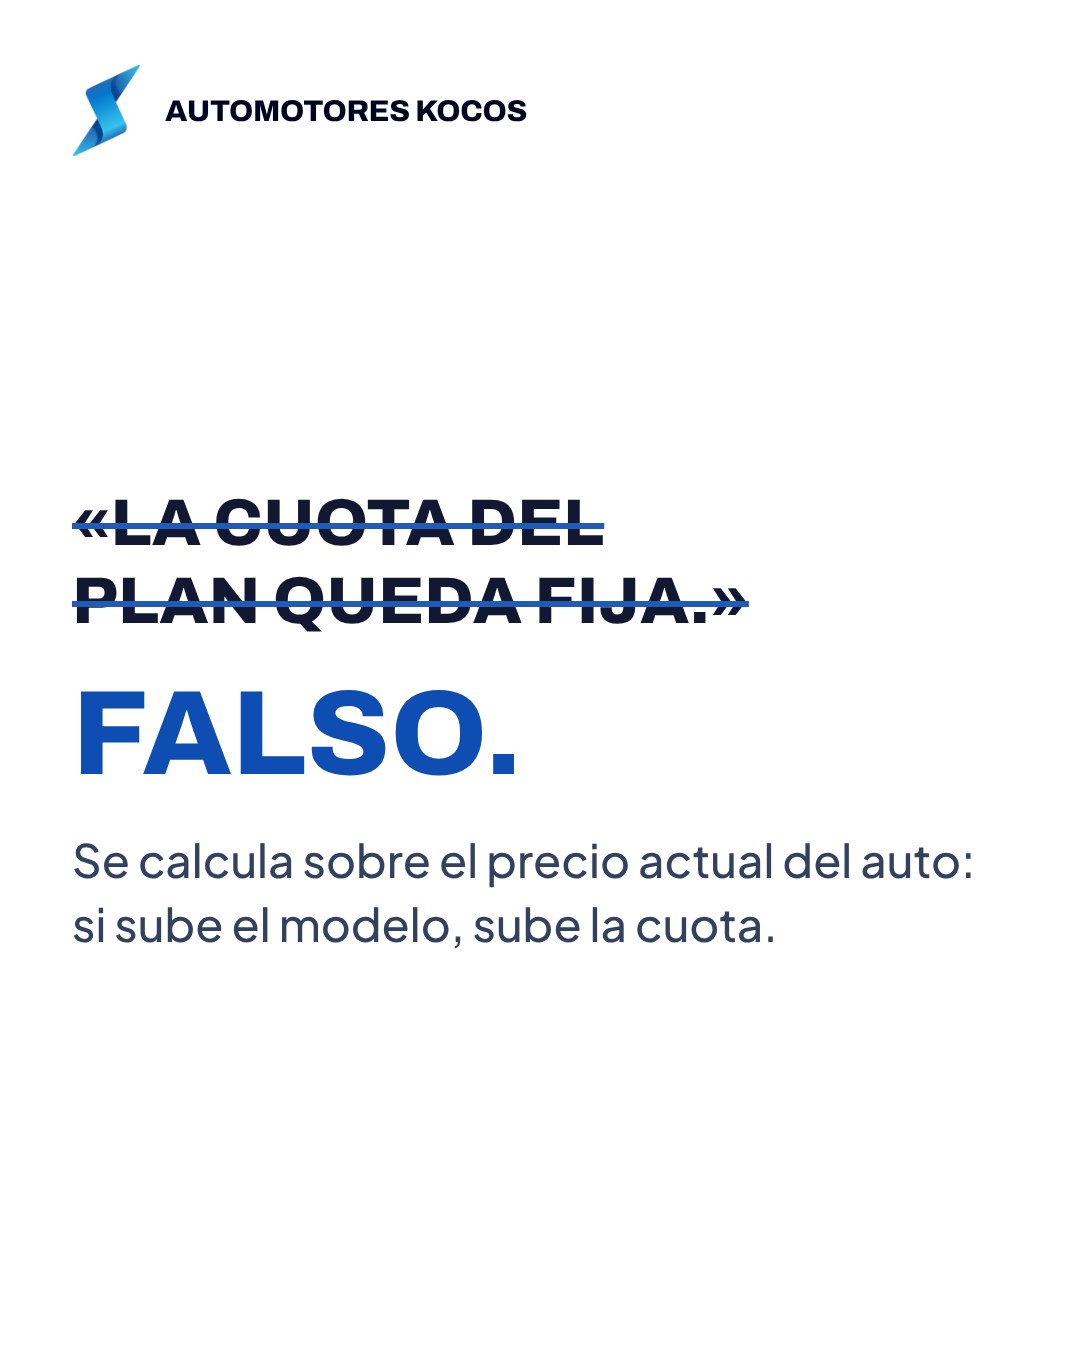 AUTOMOTORES KOCOS
«LA CUOTA DEL
PLAN QUEDA FIJA.»
FALSO.
Se calcula sobre el precio actual del auto:
si sube el modelo, sube la cuota.